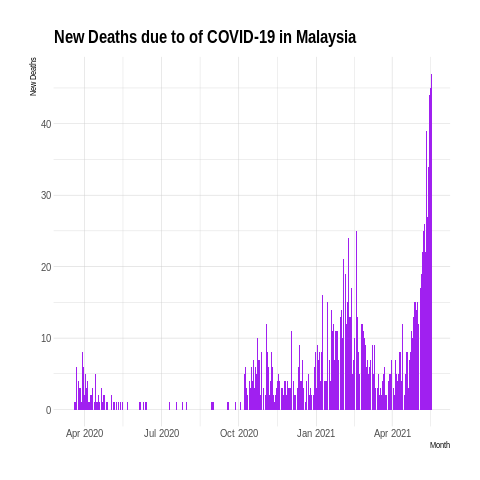 New Deaths due to of COVID-19 in Malaysia
New Deaths
40
30
20
10
0
Apr 2020 Jul 2020 Oct 2020 Jan 2021 Apr 2021
Month